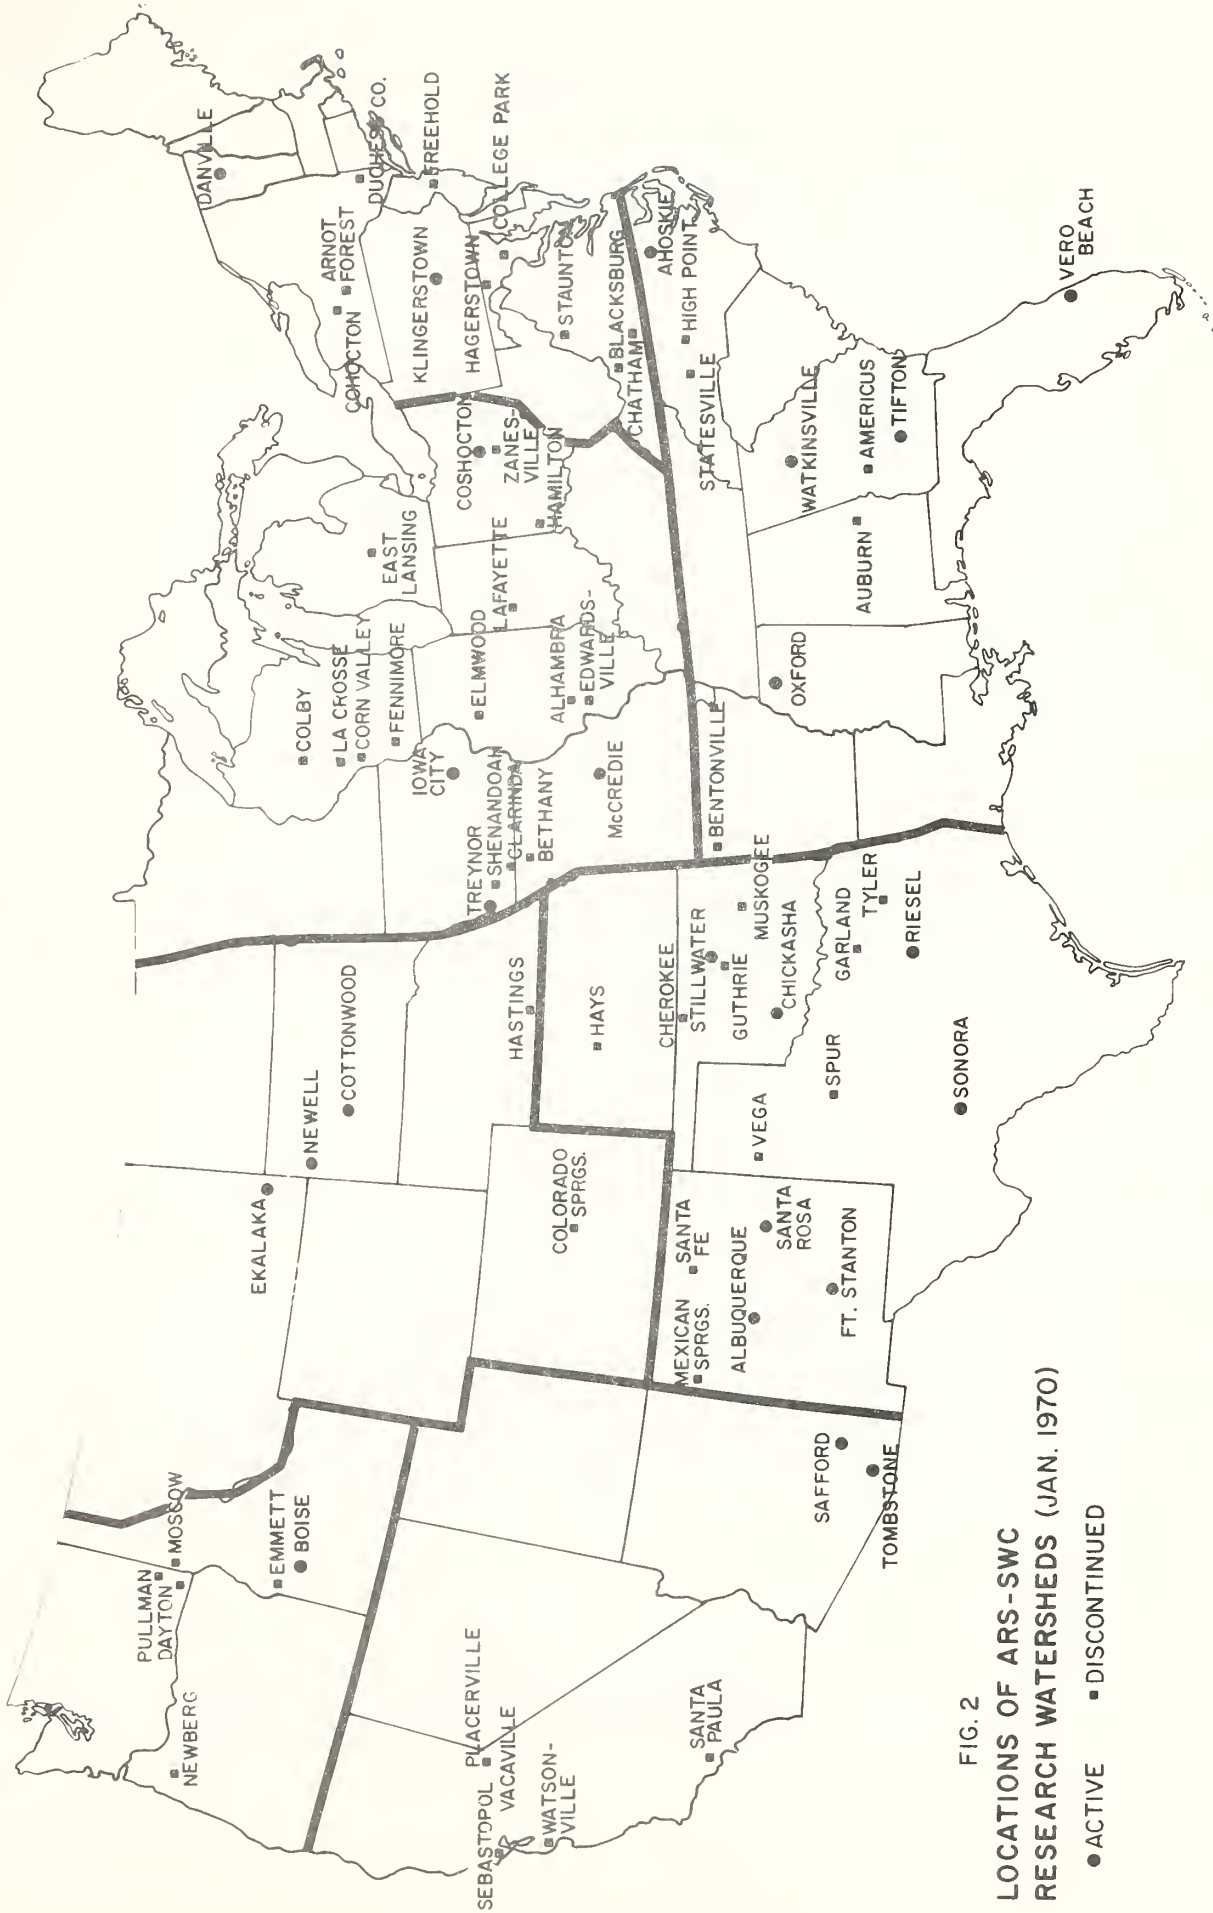 PULLMAN
DAYTON
MOSCOW
NEWBERG
EMMETT
BOISE
SEBASTOPOL
PLACERVILLE
VACAVILLE
WATSON-
VILLE
SANTA
PAULA
SAFFORD
TOMBSTONE
EKALAKA
NEWELL
COTTONWOOD
COLORADO
SPRGS.
MEXICAN
SPRGS.
SANTA
FE
ALBUQUERQUE
SANTA
ROSA
FT. STANTON
HASTINGS
HAYS
CHEROKEE
STILLWATER
GUTHRIE
MUSKOGEE
CHICKASHA
VEGA
SPUR
GARLAND
TYLER
RIESEL
SONORA
COLBY
LA CROSSE
CORN VALLEY
FENNIMORE
IOWA
CITY
TREYNOR
SHENANDOAH
CLARINDA
BETHANY
McCREDIE
ELMWOOD
ALHAMBRA
EDWARDS-
VILLE
LAFAYETTE
EAST
LANSING
COSHOCTON
ZANES-
VILLE
HAMILTON
BENTONVILLE
OXFORD
AUBURN
WATKINSVILLE
AMERICUS
TIFTON
VERO
BEACH
STATESVILLE
HIGH POINT
AHOSKIE
CHATHAM
BLACKSBURG
STAUNTON
COLLEGE PARK
HAGERSTOWN
KLINGERSTOWN
FREEHOLD
DUCHESS CO.
COHOCTON
ARNOT
FOREST
DANVILLE
FIG. 2
LOCATIONS OF ARS-SWC
RESEARCH WATERSHEDS (JAN. 1970)
ACTIVE DISCONTINUED